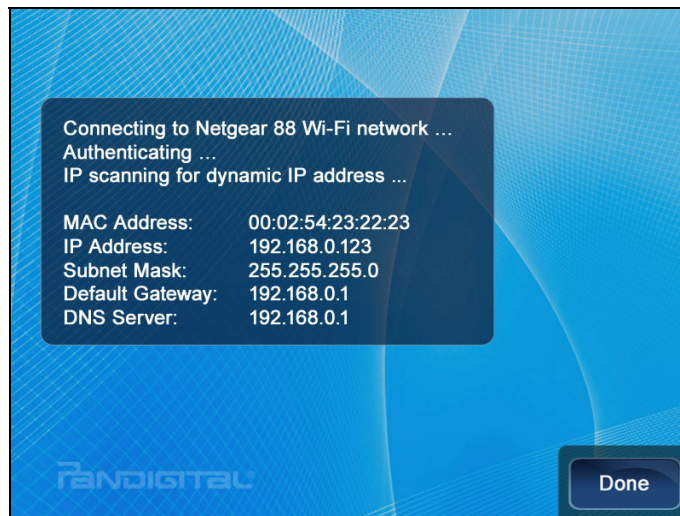 Connecting to Netgear 88 Wi-Fi network ...
Authenticating ...
IP scanning for dynamic IP address ...
MAC Address: 00:02:54:23:22:23
IP Address: 192.168.0.123
Subnet Mask: 255.255.255.0
Default Gateway: 192.168.0.1
DNS Server: 192.168.0.1
PANDIGITAL
Done